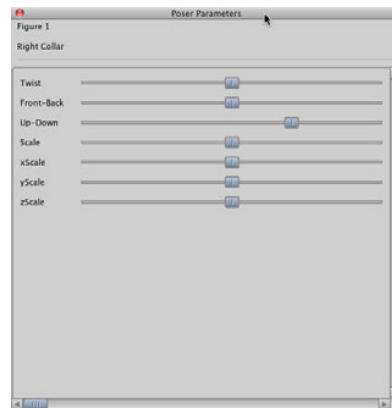 Poser Parameters
Figure 1
Right Collar
Twist
Front-Back
Up-Down
Scale
xScale
yScale
zScale